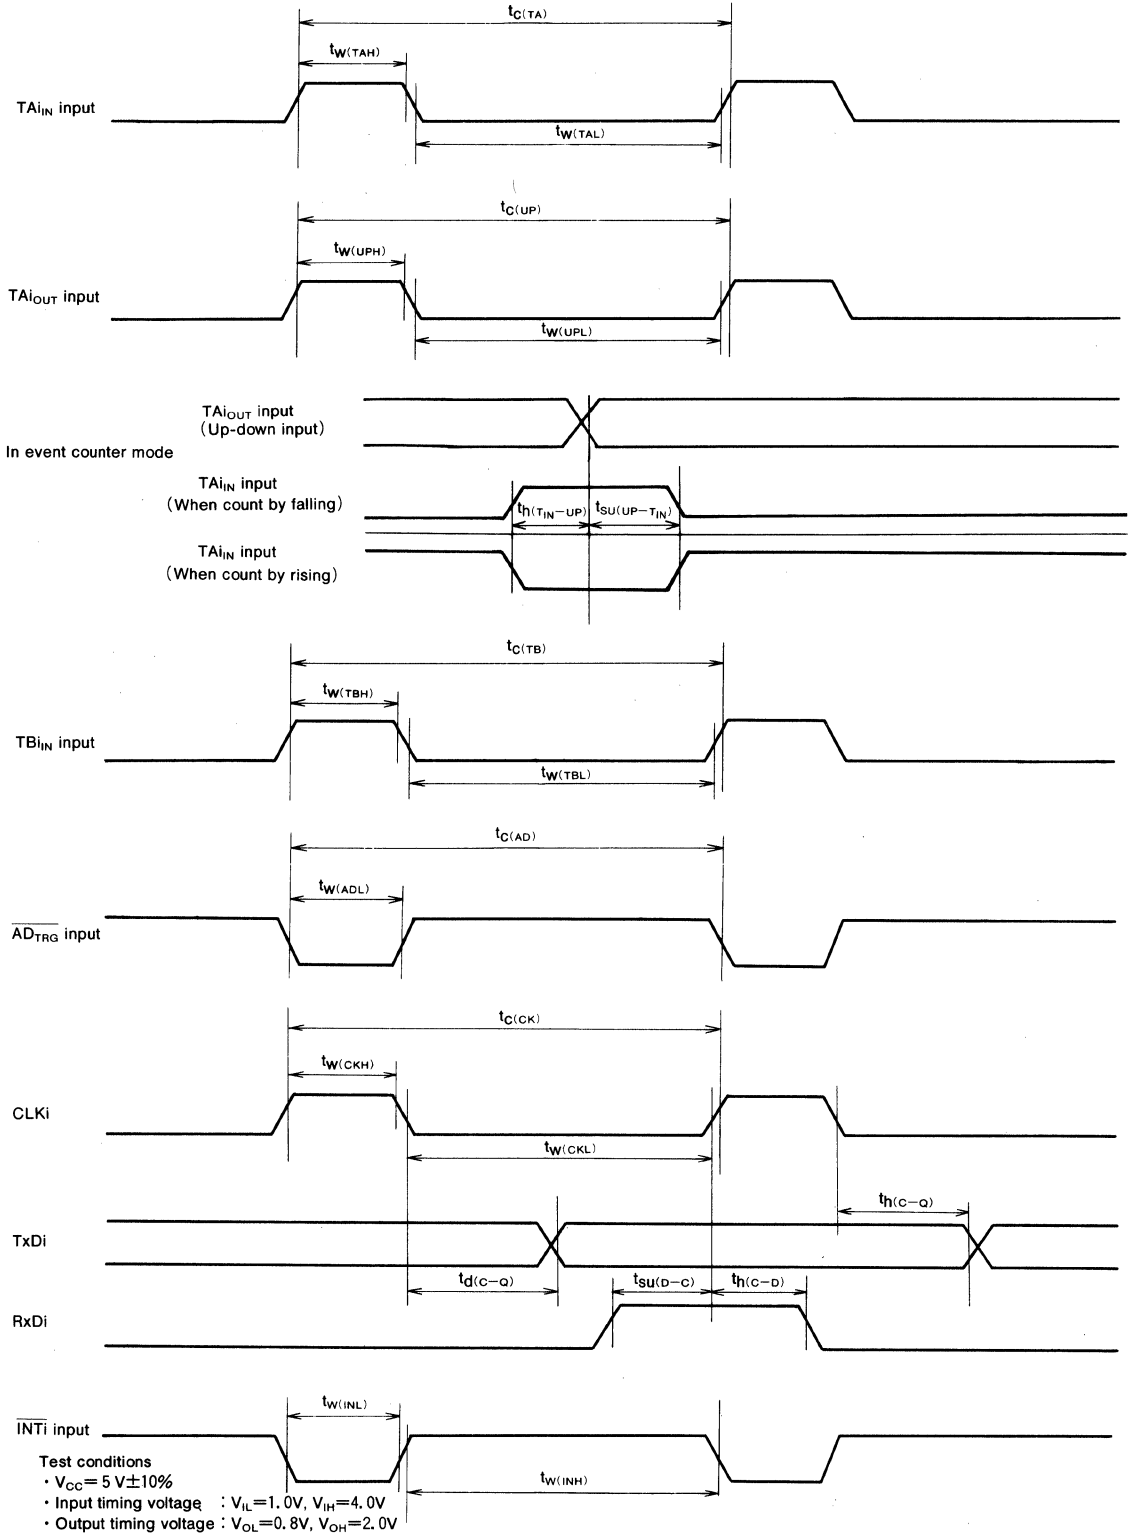 tC(TA)
tW(TAH)
TAiIN input
tW(TAL)
tC(UP)
tW(UPH)
TAiOUT input
tW(UPL)
TAiOUT input
(Up-down input)
In event counter mode
TAiIN input
(When count by falling)
th(TIN−UP) tSU(UP−TIN)
TAiIN input
(When count by rising)
tC(TB)
tW(TBH)
TBiIN input
tW(TBL)
tC(AD)
tW(ADL)
ADTRG input
tC(CK)
tW(CKH)
CLKi
tW(CKL)
th(C−Q)
TxDi
td(C−Q) tSU(D−C) th(C−D)
RxDi
tW(INL)
INTi input
Test conditions
· VCC=5 V±10%
tW(INH)
· Input timing voltage : VIL=1.0V, VIH=4.0V
· Output timing voltage : VOL=0.8V, VOH=2.0V